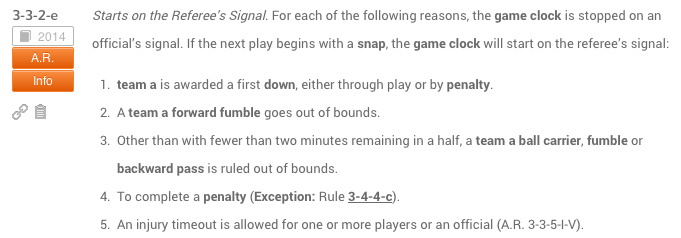 3-3-2-e
2014
A.R.
Info
Starts on the Referee's Signal. For each of the following reasons, the game clock is stopped on an
official's signal. If the next play begins with a snap, the game clock will start on the referee's signal:
1. team a is awarded a first down, either through play or by penalty.
2. A team a forward fumble goes out of bounds.
3. Other than with fewer than two minutes remaining in a half, a team a ball carrier, fumble or
backward pass is ruled out of bounds.
4. To complete a penalty (Exception: Rule 3-4-4-c).
5. An injury timeout is allowed for one or more players or an official (A.R. 3-3-5-I-V).